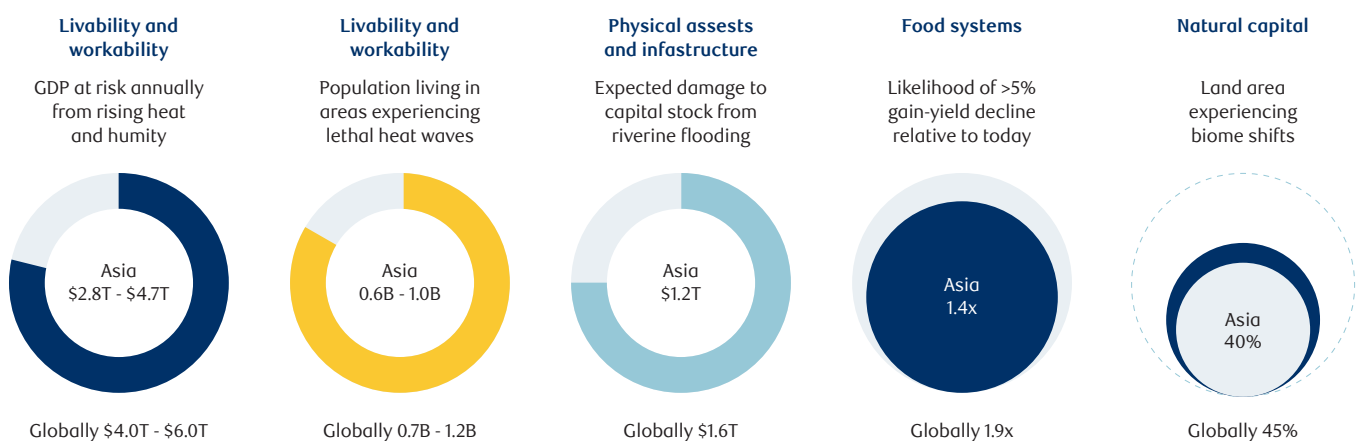 Livability and
workability
GDP at risk annually
from rising heat
and humity
Asia
$2.8T - $4.7T
Globally $4.0T - $6.0T
Livability and
workability
Population living in
areas experiencing
lethal heat waves
Asia
0.6B - 1.0B
Globally 0.7B - 1.2B
Physical assests
and infastructure
Expected damage to
capital stock from
riverine flooding
Asia
$1.2T
Globally $1.6T
Food systems
Likelihood of >5%
gain-yield decline
relative to today
Asia
1.4x
Globally 1.9x
Natural capital
Land area
experiencing
biome shifts
Asia
40%
Globally 45%